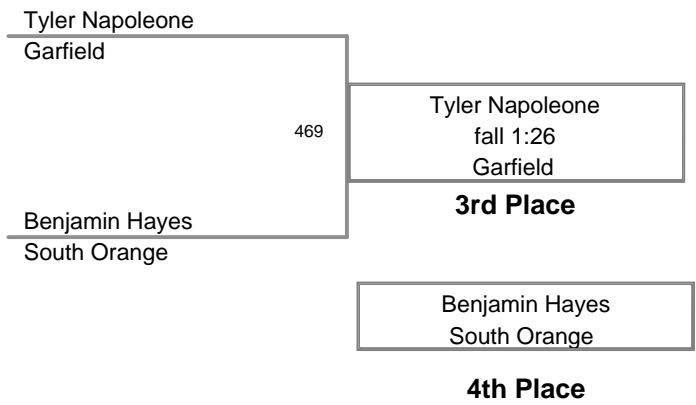 Tyler Napoleone
Garfield
469
Tyler Napoleone
fall 1:26
Garfield
3rd Place
Benjamin Hayes
South Orange
Benjamin Hayes
South Orange
4th Place